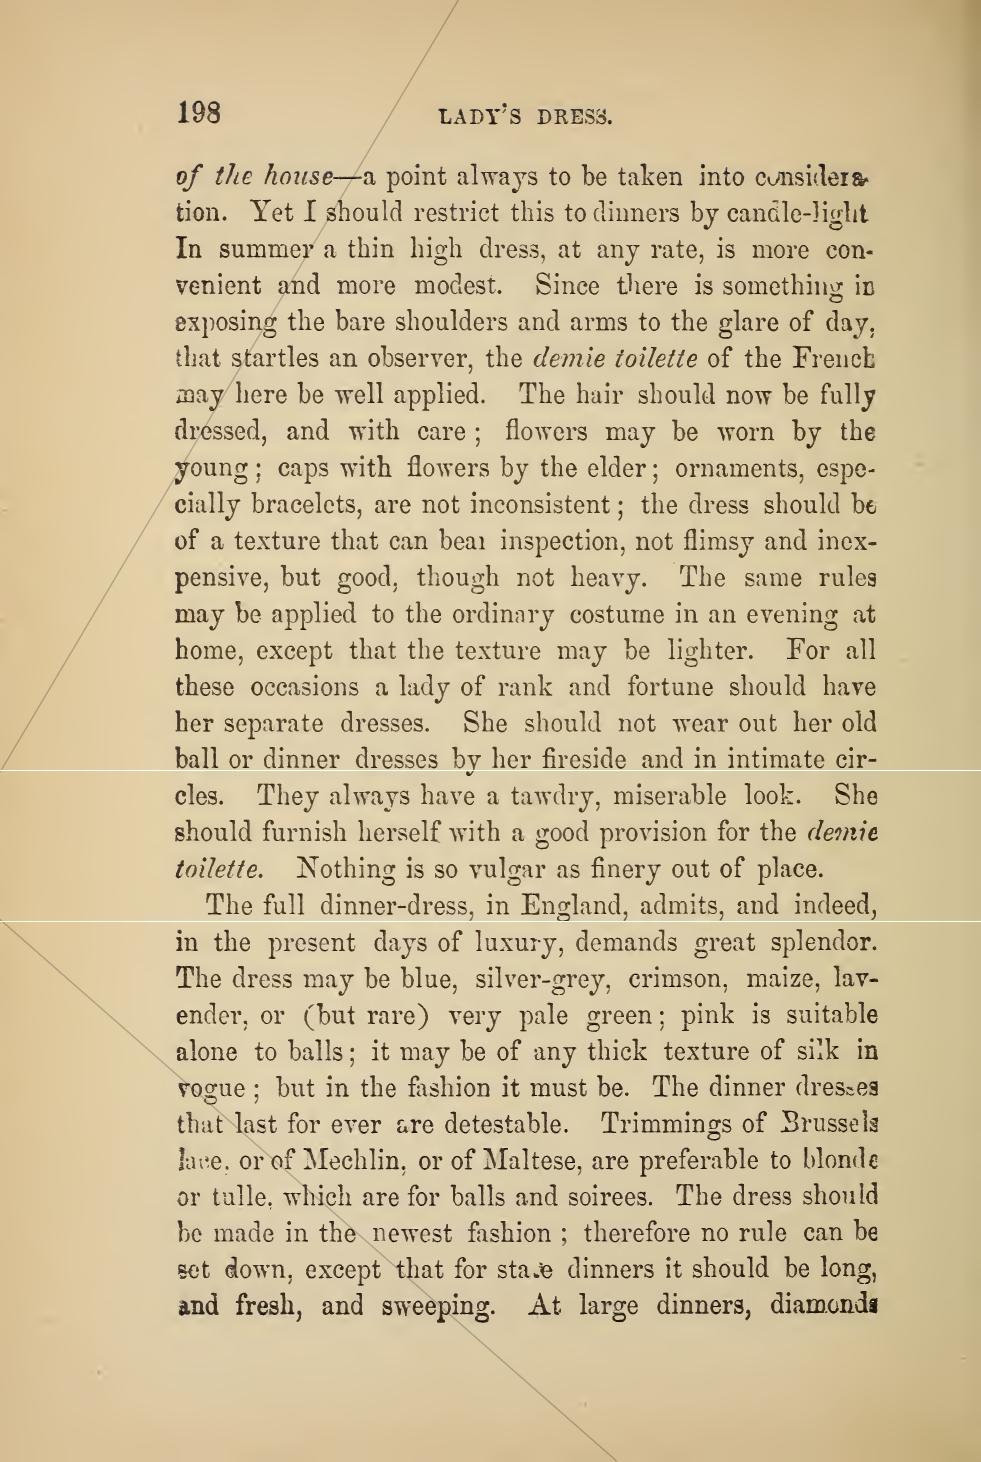 198
LADY'S DRESS.
of the house—a point always to be taken into considera-
tion. Yet I should restrict this to dinners by candle-light
In summer a thin high dress, at any rate, is more con-
venient and more modest. Since there is something in
exposing the bare shoulders and arms to the glare of day,
that startles an observer, the demie toilette of the French
may here be well applied. The hair should now be fully
dressed, and with care ; flowers may be worn by the
young ; caps with flowers by the elder ; ornaments, espe-
cially bracelets, are not inconsistent ; the dress should be
of a texture that can bear inspection, not flimsy and inex-
pensive, but good, though not heavy. The same rules
may be applied to the ordinary costume in an evening at
home, except that the texture may be lighter. For all
these occasions a lady of rank and fortune should have
her separate dresses. She should not wear out her old
ball or dinner dresses by her fireside and in intimate cir-
cles. They always have a tawdry, miserable look. She
should furnish herself with a good provision for the demie
toilette. Nothing is so vulgar as finery out of place.
The full dinner-dress, in England, admits, and indeed,
in the present days of luxury, demands great splendor.
The dress may be blue, silver-grey, crimson, maize, lav-
ender, or (but rare) very pale green ; pink is suitable
alone to balls ; it may be of any thick texture of silk in
vogue ; but in the fashion it must be. The dinner dresses
that last for ever are detestable. Trimmings of Brussels
lace, or of Mechlin, or of Maltese, are preferable to blonde
or tulle, which are for balls and soirees. The dress should
be made in the newest fashion ; therefore no rule can be
set down, except that for state dinners it should be long,
and fresh, and sweeping. At large dinners, diamonds